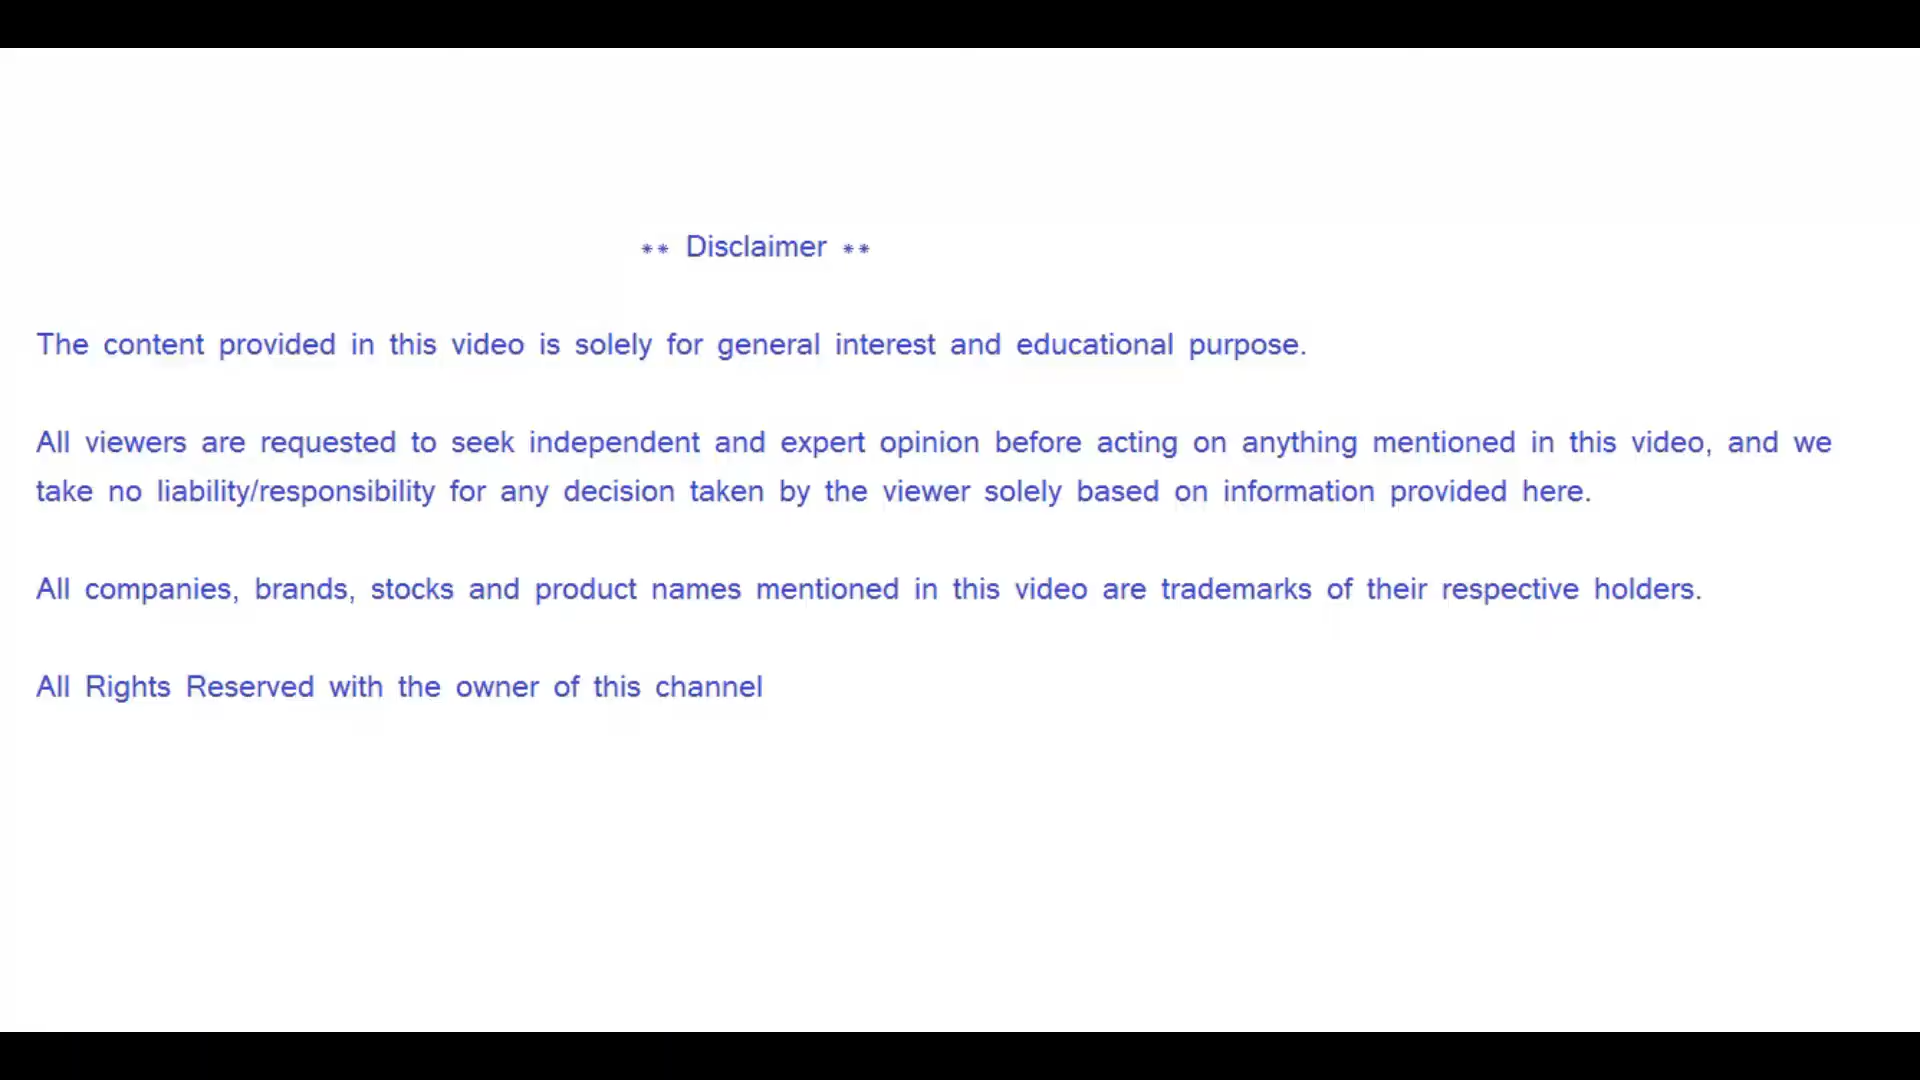 ** Disclaimer **
The content provided in this video is solely for general interest and educational purpose.
All viewers are requested to seek independent and expert opinion before acting on anything mentioned in this video, and we
take no liability/responsibility for any decision taken by the viewer solely based on information provided here.
All companies, brands, stocks and product names mentioned in this video are trademarks of their respective holders.
All Rights Reserved with the owner of this channel